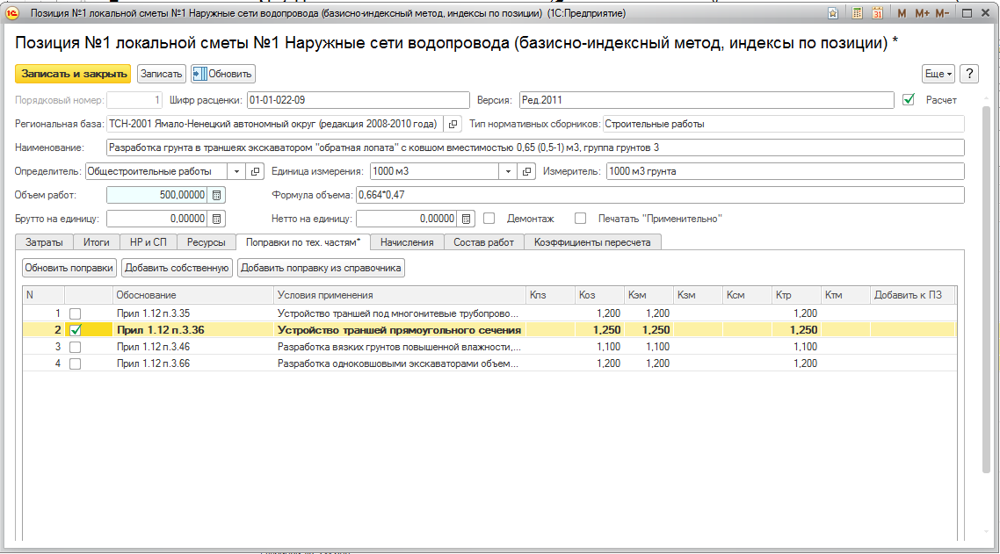 Позиция №1 локальной сметы №1 Наружные сети водопровода (базисно-индексный метод, индексы по позиции) (1С:Предприятие)
M M+ M-
Позиция №1 локальной сметы №1 Наружные сети водопровода (базисно-индексный метод, индексы по позиции) *
Записать и закрыть Записать Обновить Еще ?
Порядковый номер: 1 Шифр расценки: 01-01-022-09 Версия: Ред.2011 Расчет
Региональная база: ТСН-2001 Ямало-Ненецкий автономный округ (редакция 2008-2010 года) Тип нормативных сборников: Строительные работы
Наименование: Разработка грунта в траншеях экскаватором "обратная лопата" с ковшом вместимостью 0,65 (0,5-1) м3, группа грунтов 3
Определитель: Общестроительные работы Единица измерения: 1000 м3 Измеритель: 1000 м3 грунта
Объем работ: 500,00000 Формула объема: 0,664*0,47
Брутто на единицу: 0,00000 Нетто на единицу: 0,00000 Демонтаж Печатать "Применительно"
Затраты Итоги НР и СП Ресурсы Поправки по тех. частям* Начисления Состав работ Коэффициенты пересчета
Обновить поправки Добавить собственную Добавить поправку из справочника
N Обоснование Условия применения Кпз Коз Кэм Кзм Ксм Ктр Ктм Добавить к ПЗ
1 Прил 1.12 п.3.35 Устройство траншей под многонитевые трубопрово... 1,200 1,200 1,200
2 Прил 1.12 п.3.36 Устройство траншей прямоугольного сечения 1,250 1,250 1,250
3 Прил 1.12 п.3.46 Разработка вязких грунтов повышенной влажности,... 1,100 1,100 1,100
4 Прил 1.12 п.3.66 Разработка одноковшовыми экскаваторами объем... 1,200 1,200 1,200